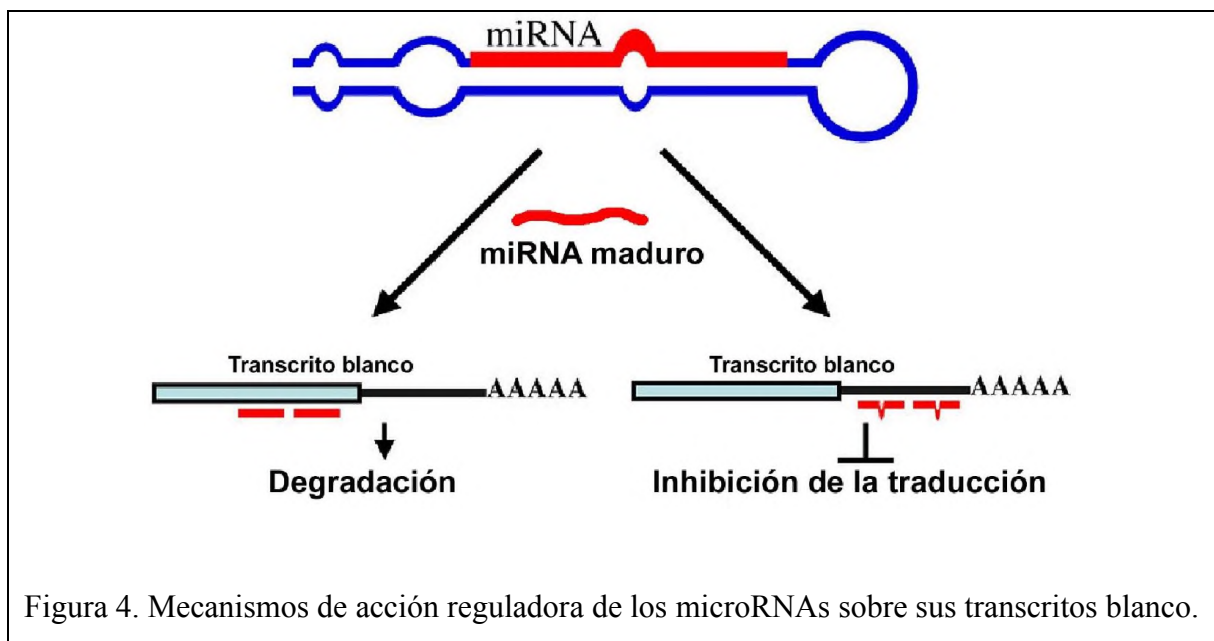 miRNA
miRNA maduro
Transcrito blanco
AAAAA
Degradación
Transcrito blanco
AAAAA
Inhibición de la traducción
Figura 4. Mecanismos de acción reguladora de los microRNAs sobre sus transcritos blanco.